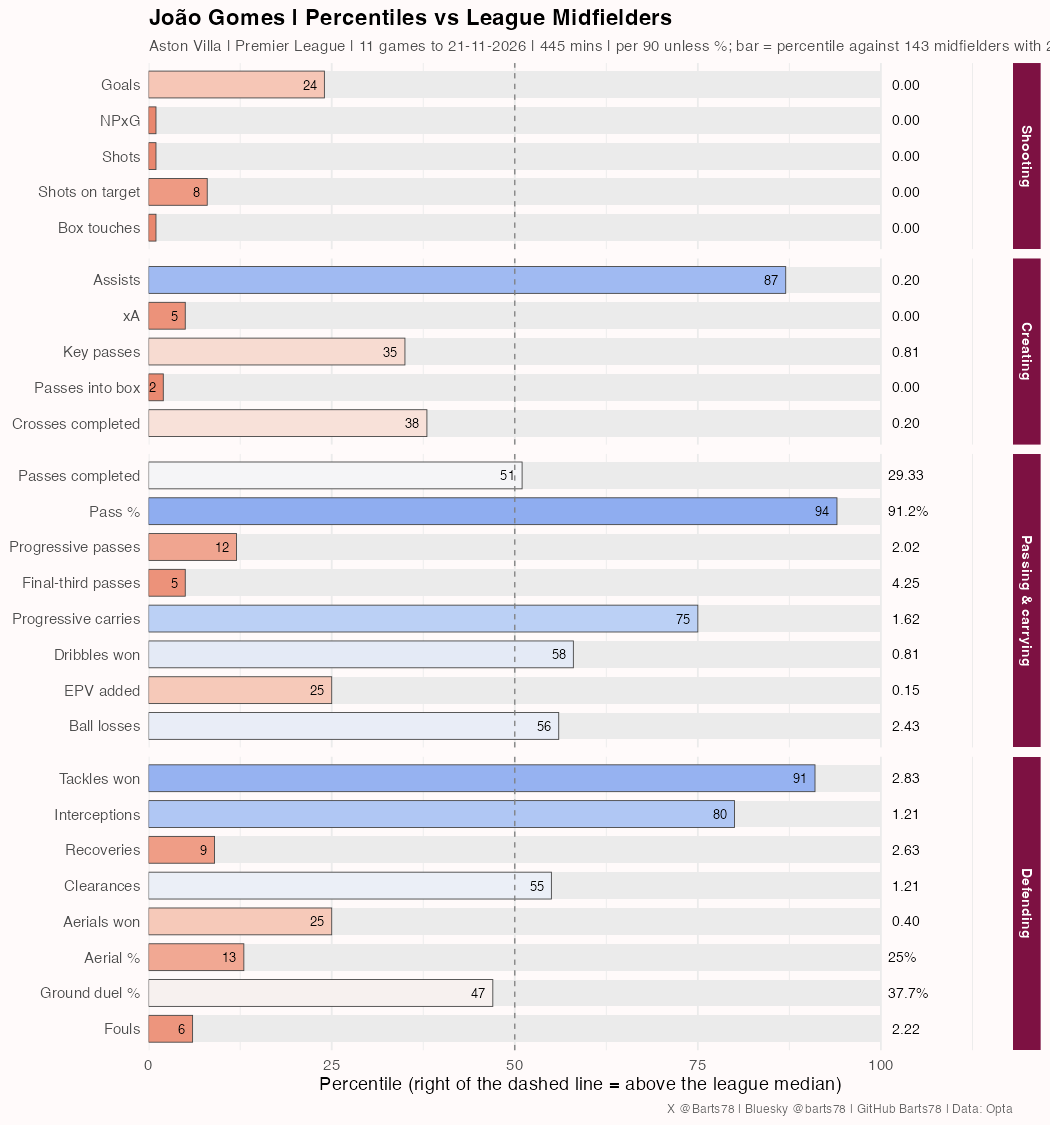 João Gomes | Percentiles vs League Midfielders
Aston Villa | Premier League | 11 games to 21-11-2026 | 445 mins | per 90 unless %; bar = percentile against 143 midfielders with
Shooting
Goals 24 0.00
NPxG 0.00
Shots 0.00
Shots on target 8 0.00
Box touches 0.00
Creating
Assists 87 0.20
xA 5 0.00
Key passes 35 0.81
Passes into box 2 0.00
Crosses completed 38 0.20
Passing & carrying
Passes completed 51 29.33
Pass % 94 91.2%
Progressive passes 12 2.02
Final-third passes 5 4.25
Progressive carries 75 1.62
Dribbles won 58 0.81
EPV added 25 0.15
Ball losses 56 2.43
Defending
Tackles won 91 2.83
Interceptions 80 1.21
Recoveries 9 2.63
Clearances 55 1.21
Aerials won 25 0.40
Aerial % 13 25%
Ground duel % 47 37.7%
Fouls 6 2.22
0 25 50 75 100
Percentile (right of the dashed line = above the league median)
X @Barts78 | Bluesky @barts78 | GitHub Barts78 | Data: Opta